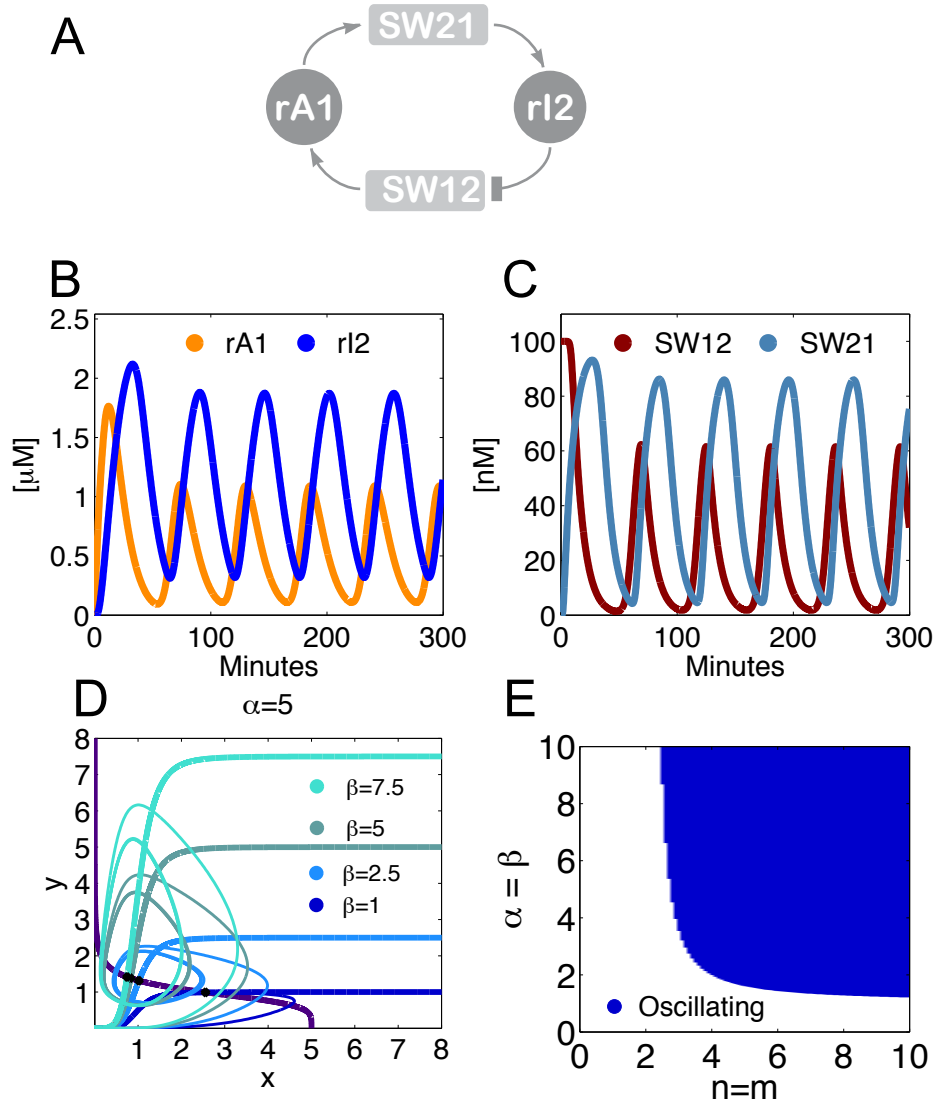 A
SW21
rA1
rI2
SW12
B
2.5
2
1.5
1
0.5
0
[μM]
rA1
rI2
0
100
200
300
Minutes
C
100
80
60
40
20
0
[nM]
SW12
SW21
0
100
200
300
Minutes
D
α=5
8
7
6
5
4
3
2
1
y
β=7.5
β=5
β=2.5
β=1
1
2
3
4
5
6
7
8
x
E
10
8
6
4
2
0
α = β
Oscillating
0
2
4
6
8
10
n=m